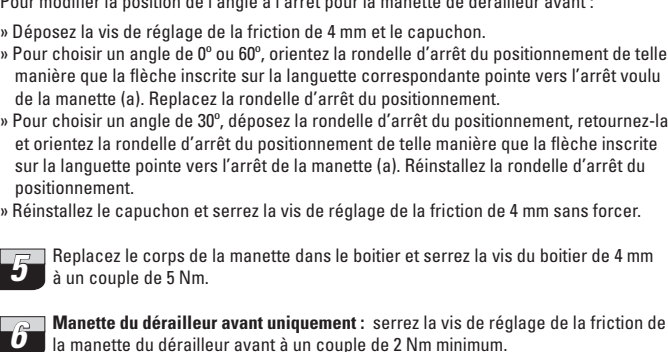 Pour modifier la position de l'angle à l'arrêt pour la manette de dérailleur avant :
» Déposez la vis de réglage de la friction de 4 mm et le capuchon.
» Pour choisir un angle de 0º ou 60º, orientez la rondelle d'arrêt du positionnement de telle
manière que la flèche inscrite sur la languette correspondante pointe vers l'arrêt voulu
de la manette (a). Replacez la rondelle d'arrêt du positionnement.
» Pour choisir un angle de 30º, déposez la rondelle d'arrêt du positionnement, retournez-la
et orientez la rondelle d'arrêt du positionnement de telle manière que la flèche inscrite
sur la languette pointe vers l'arrêt de la manette (a). Réinstallez la rondelle d'arrêt du
positionnement.
» Réinstallez le capuchon et serrez la vis de réglage de la friction de 4 mm sans forcer.
5 Replacez le corps de la manette dans le boitier et serrez la vis du boitier de 4 mm
à un couple de 5 Nm.
6 Manette du dérailleur avant uniquement : serrez la vis de réglage de la friction de
la manette du dérailleur avant à un couple de 2 Nm minimum.